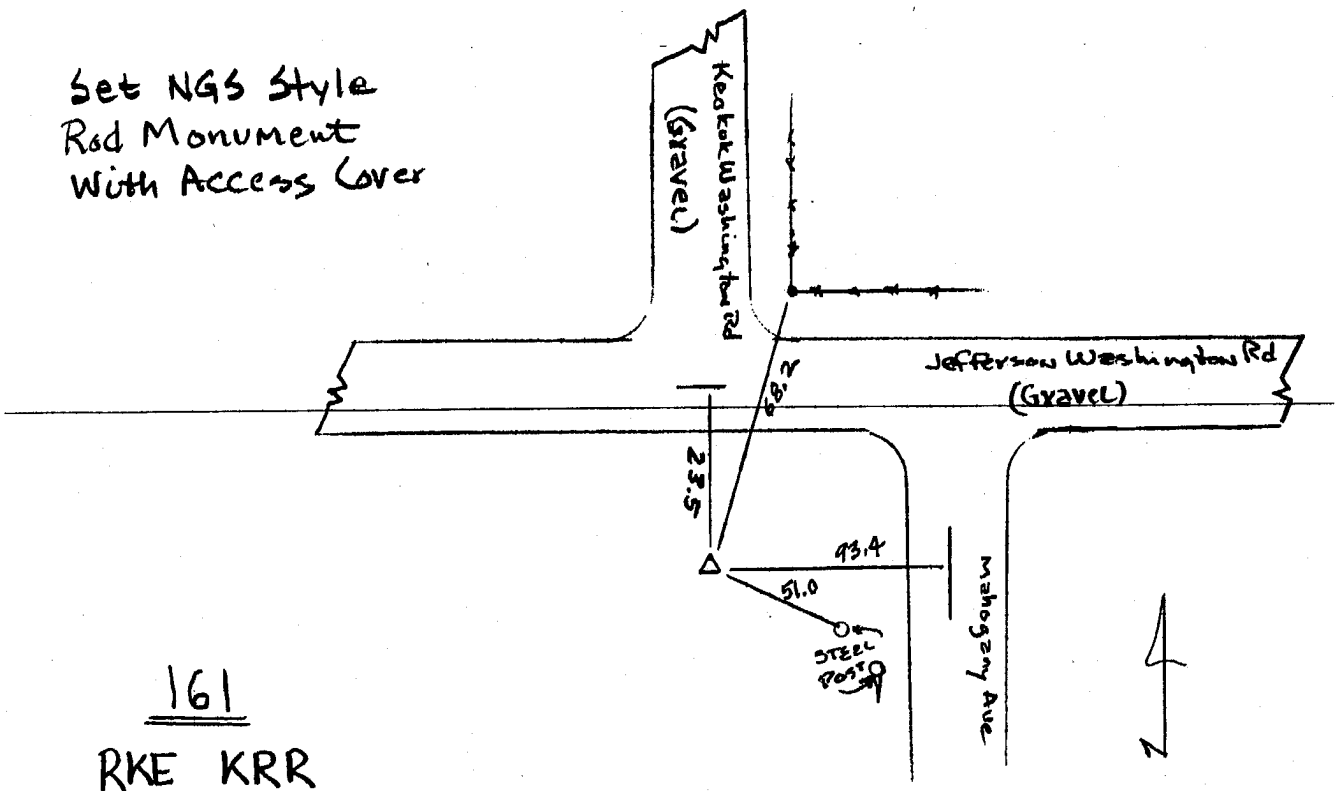 Set NGS Style
Rod Monument
With Access Cover
Keokuk Washington Rd
(Gravel)
Jefferson Washington Rd
(Gravel)
68.2
23.5
93.4
51.0
STEEL
POST
Mahogany Ave
N
161
RKE KRR